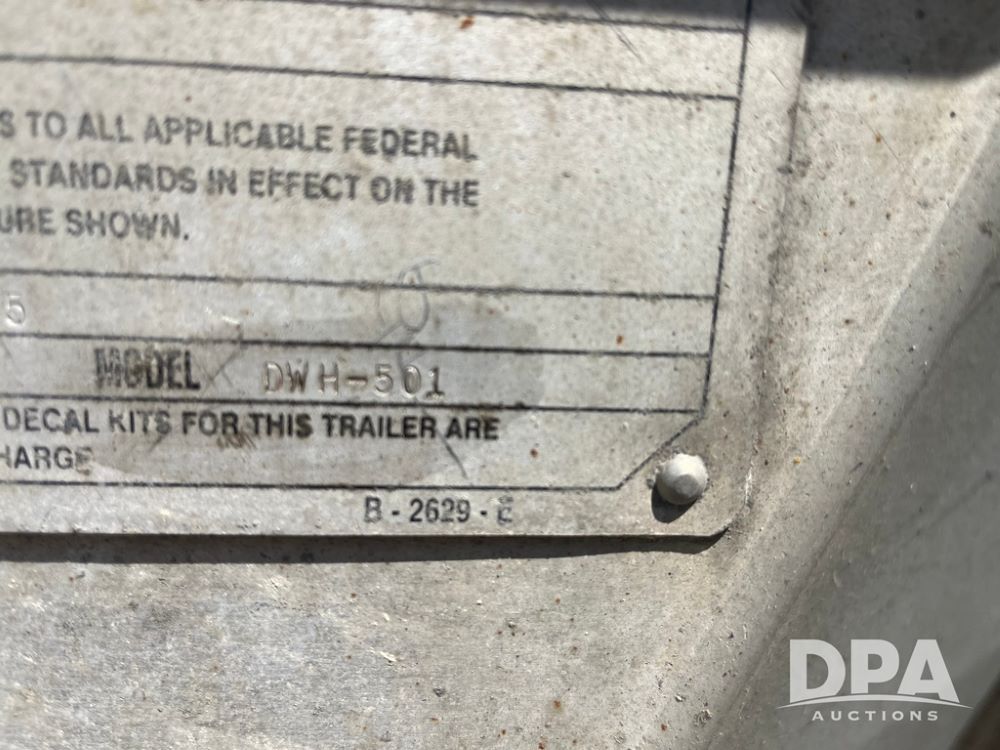 S TO ALL APPLICABLE FEDERAL
STANDARDS IN EFFECT ON THE
URE SHOWN.
5
MODEL DWH-501
DECAL KITS FOR THIS TRAILER ARE
HARGE
B - 2629 - E
DPA
AUCTIONS